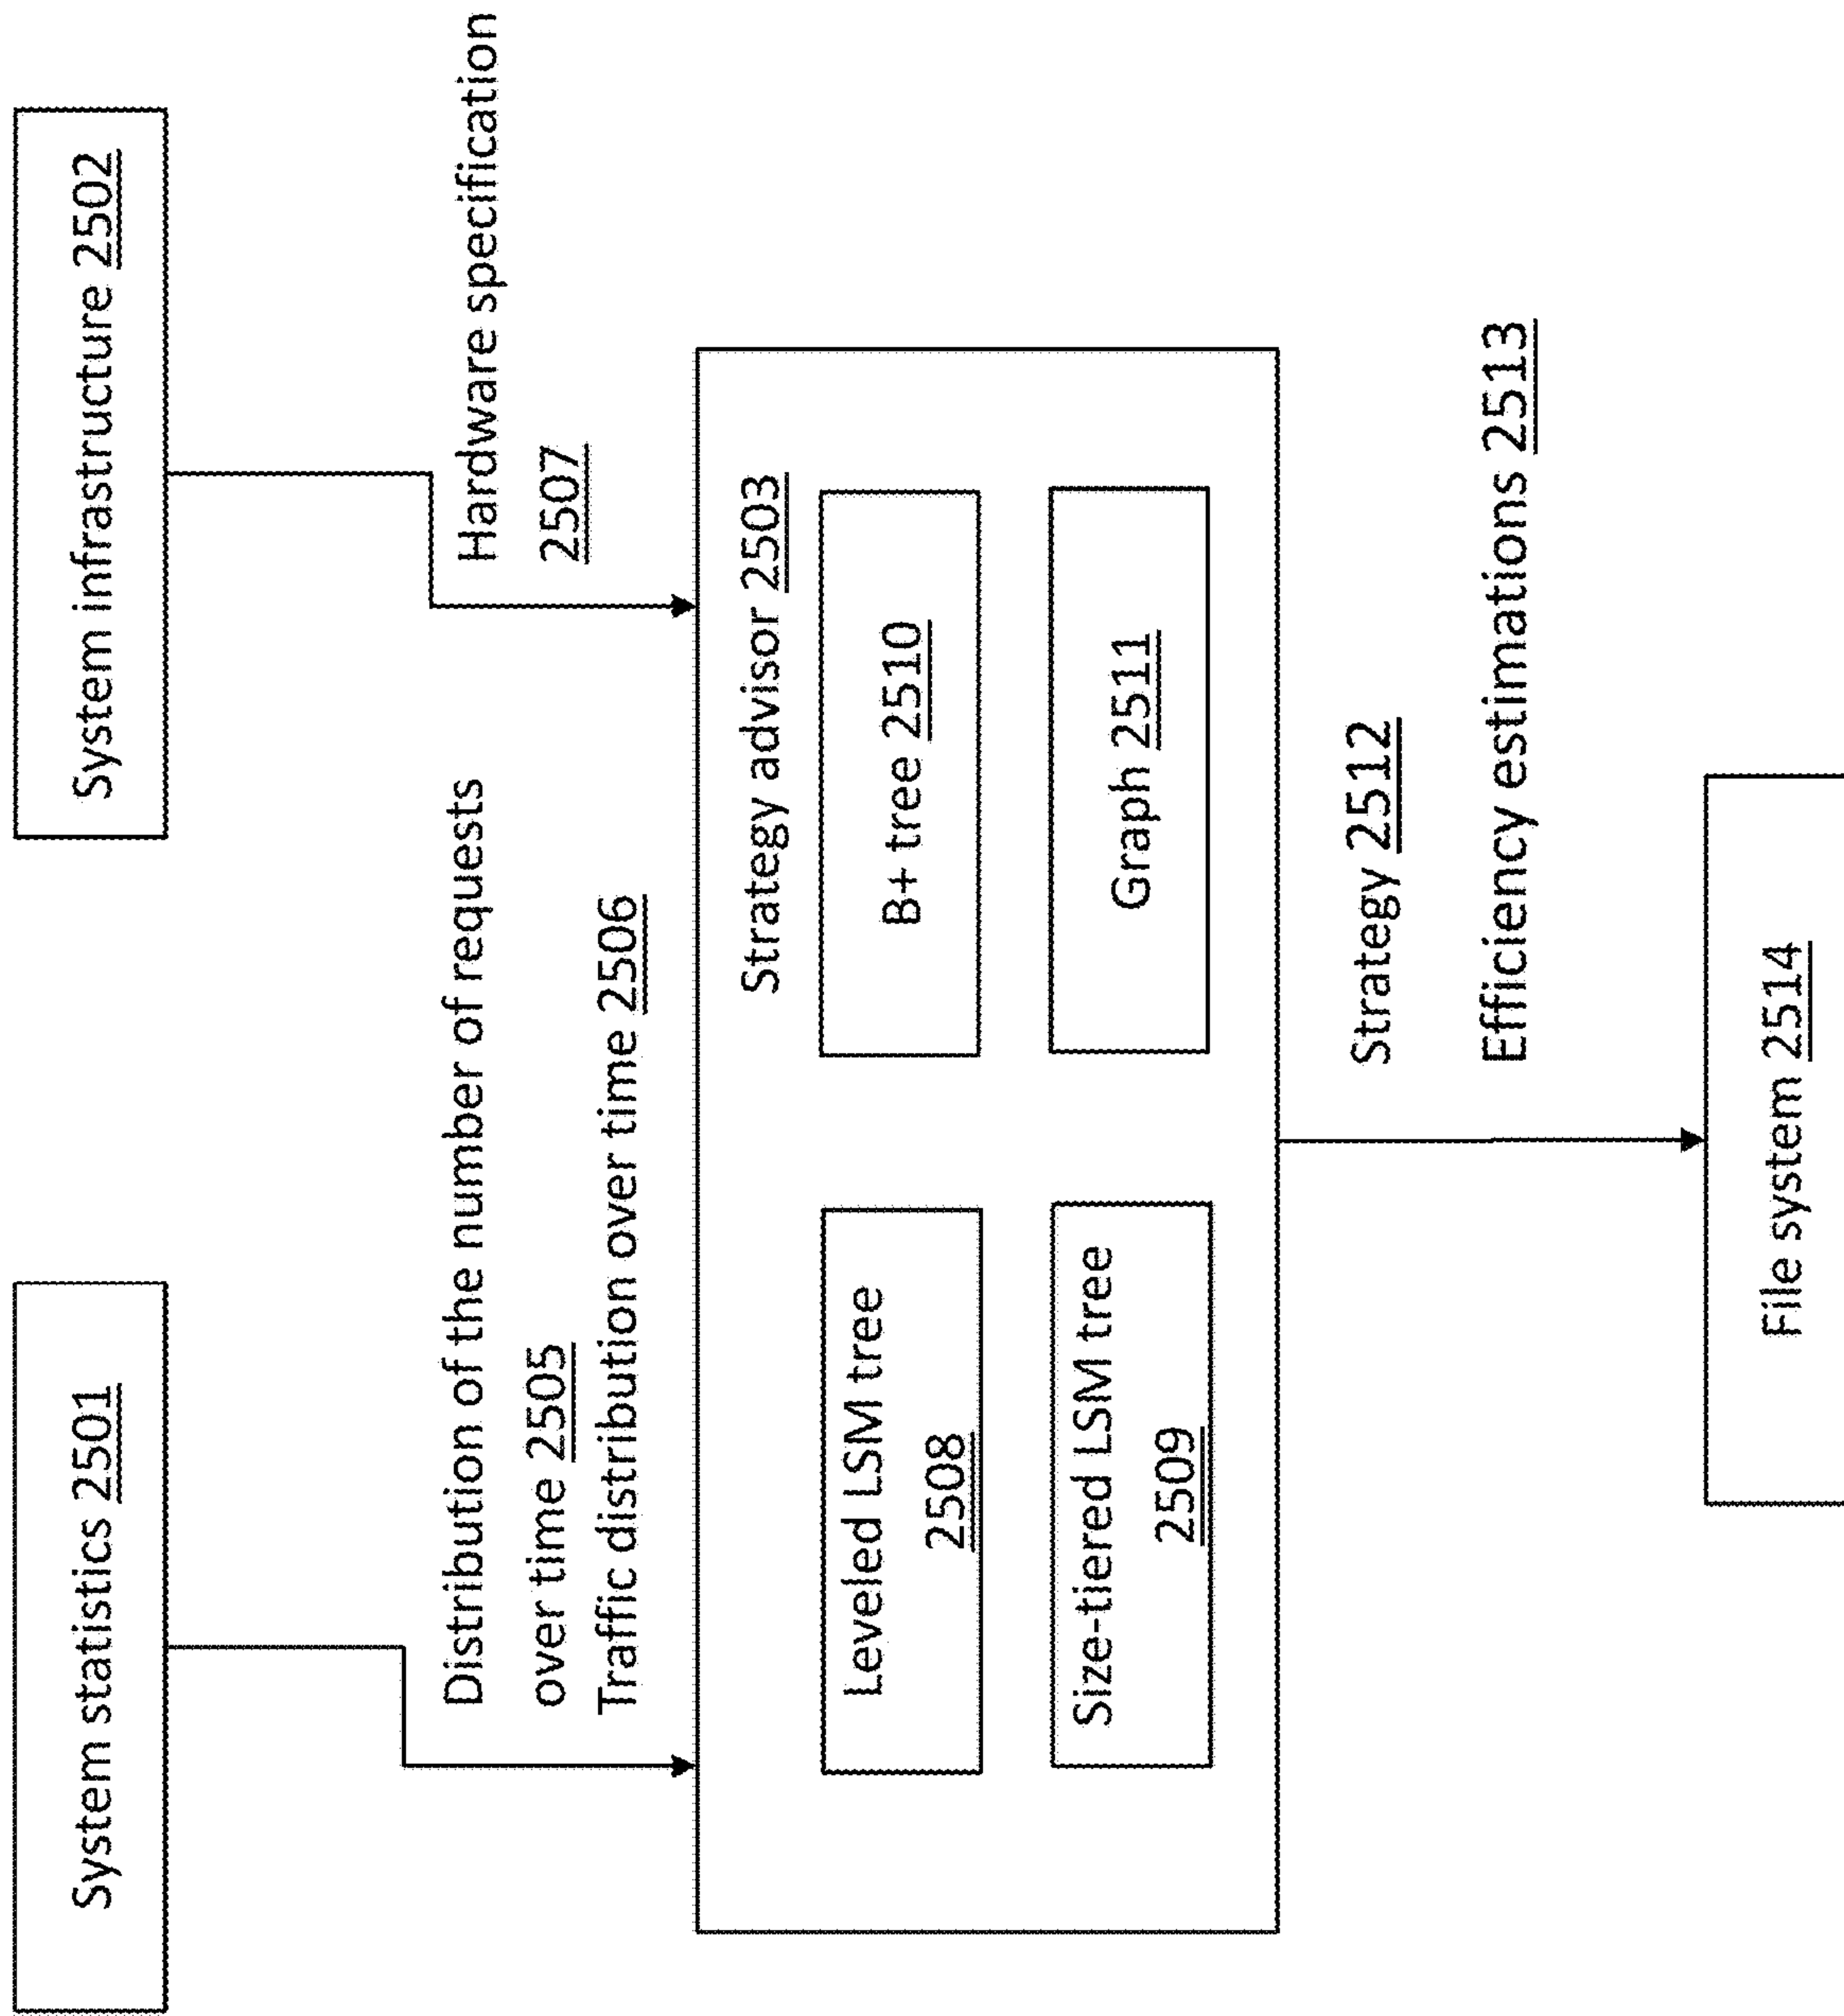 System statistics 2501
System infrastructure 2502
Distribution of the number of requests
over time 2505
Traffic distribution over time 2506
Hardware specification
2507
Strategy advisor 2503
Leveled LSM tree
2508
B+ tree 2510
Size-tiered LSM tree
2509
Graph 2511
Strategy 2512
Efficiency estimations 2513
File system 2514